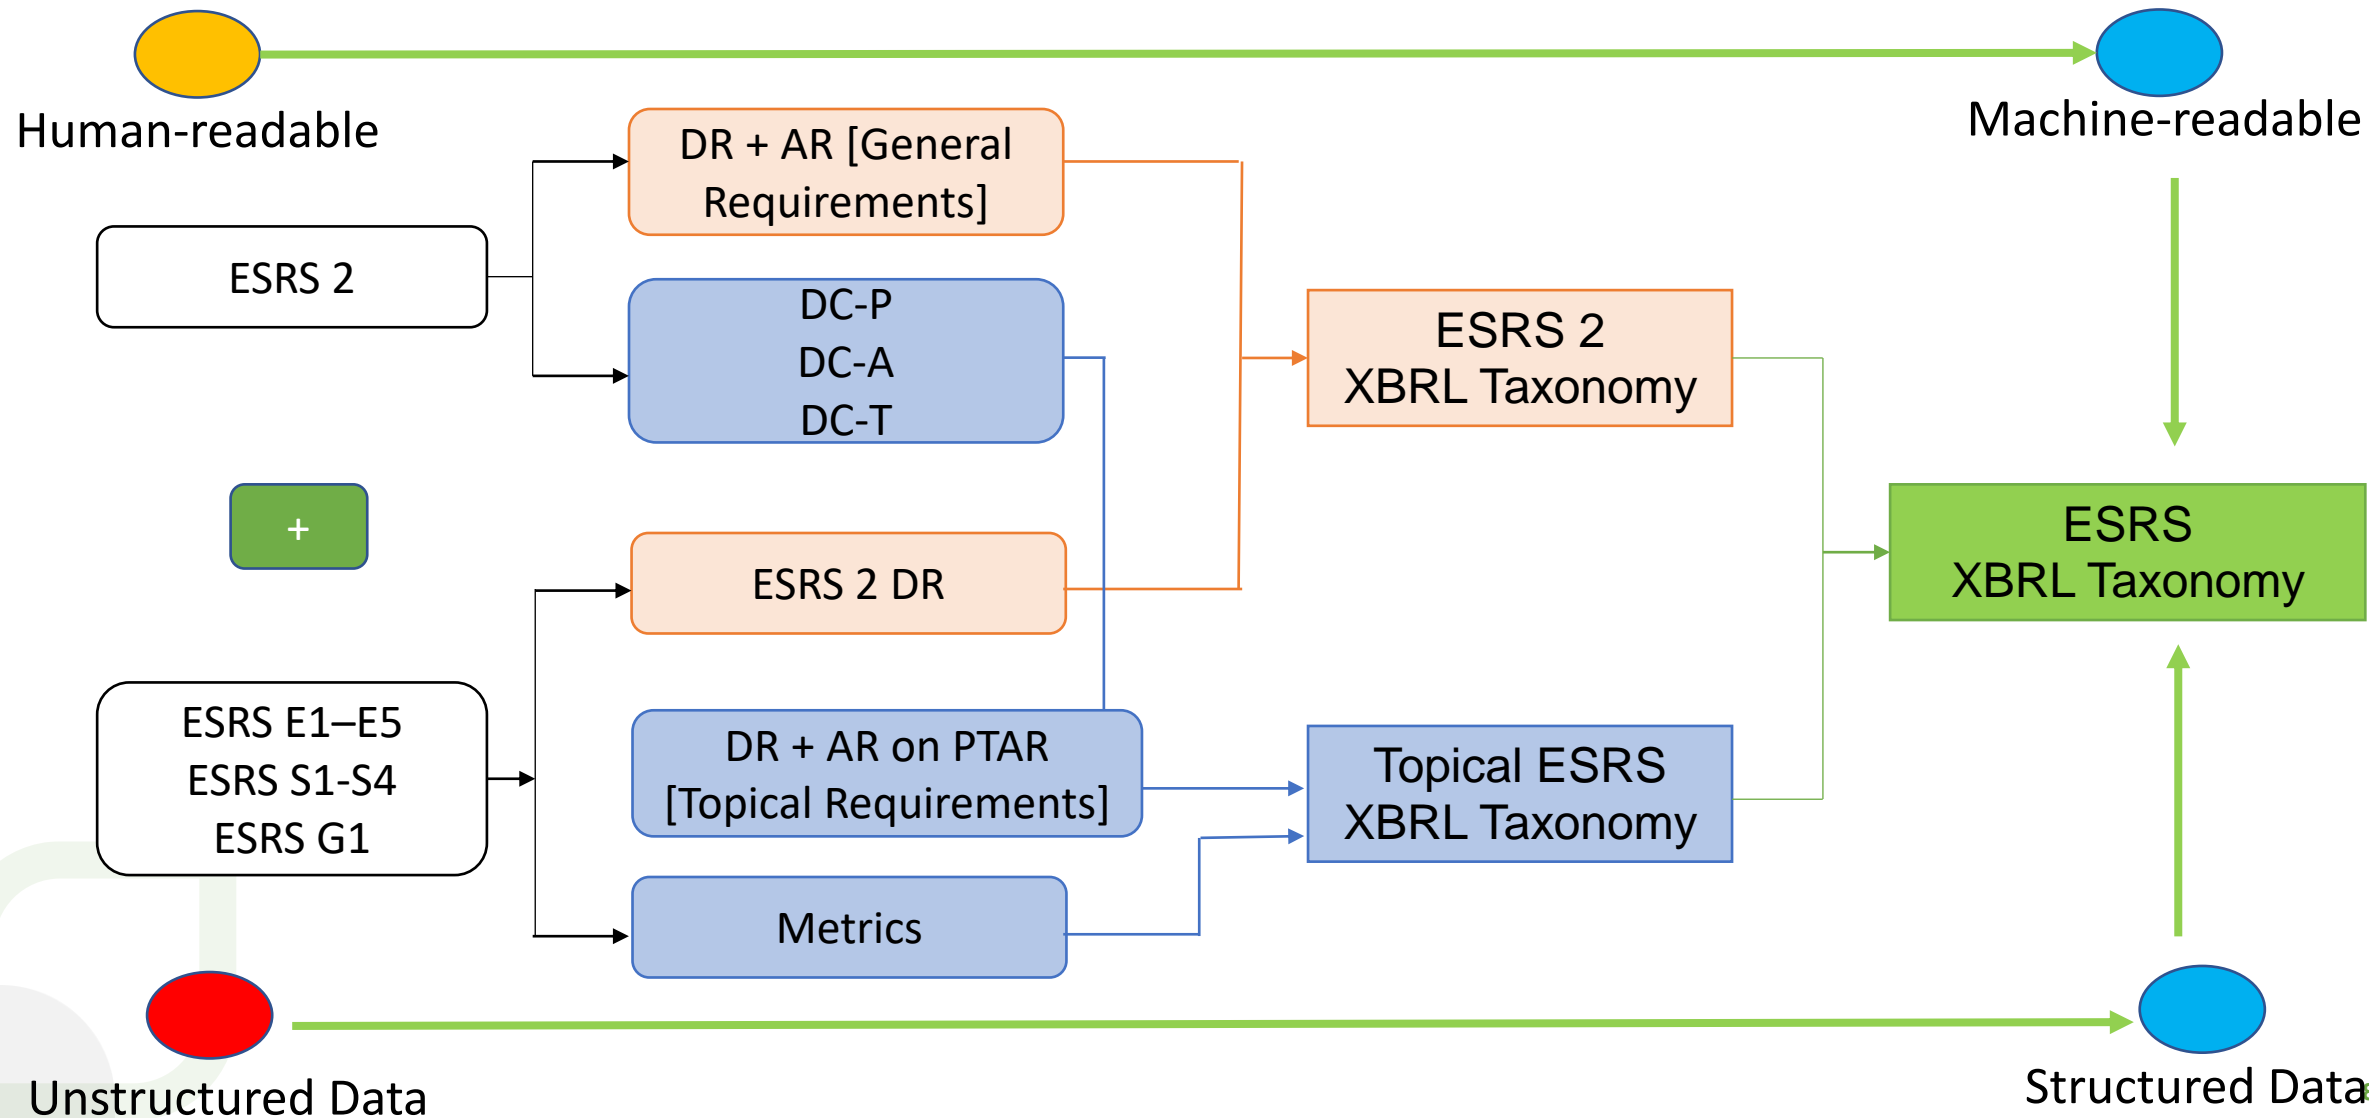 Human-readable
Machine-readable
DR + AR [General
Requirements]
ESRS 2
DC-P
DC-A
DC-T
ESRS 2
XBRL Taxonomy
+
ESRS
XBRL Taxonomy
ESRS 2 DR
ESRS E1–E5
ESRS S1-S4
ESRS G1
DR + AR on PTAR
[Topical Requirements]
Topical ESRS
XBRL Taxonomy
Metrics
Unstructured Data
Structured Data